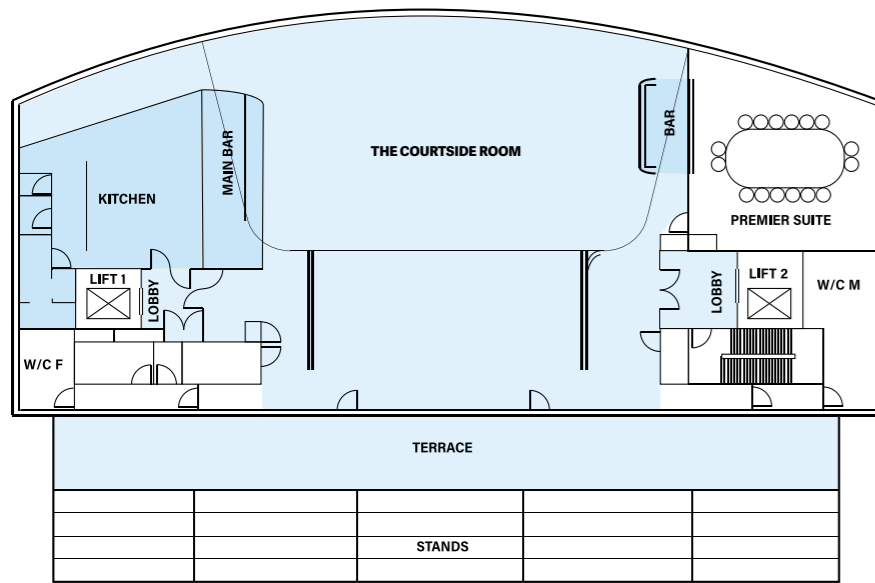 THE COURTSIDE ROOM
MAIN BAR
BAR
KITCHEN
PREMIER SUITE
LIFT 1
LOBBY
LOBBY
LIFT 2
W/C M
W/C F
TERRACE
STANDS